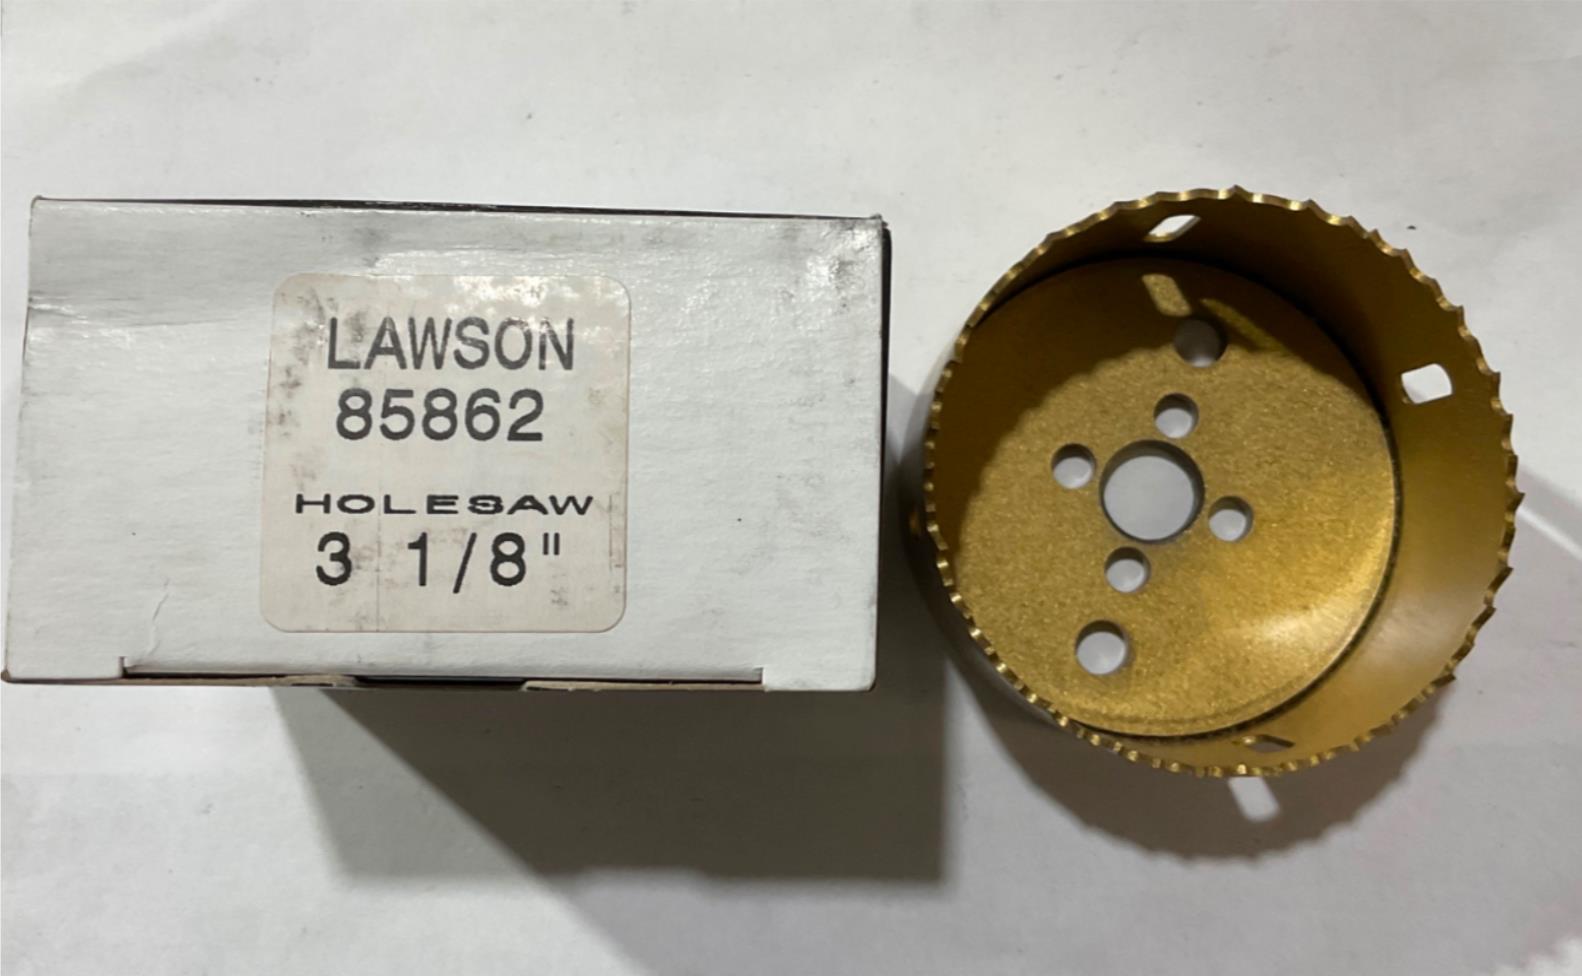 LAWSON
85862
HOLESAW
3 1/8"